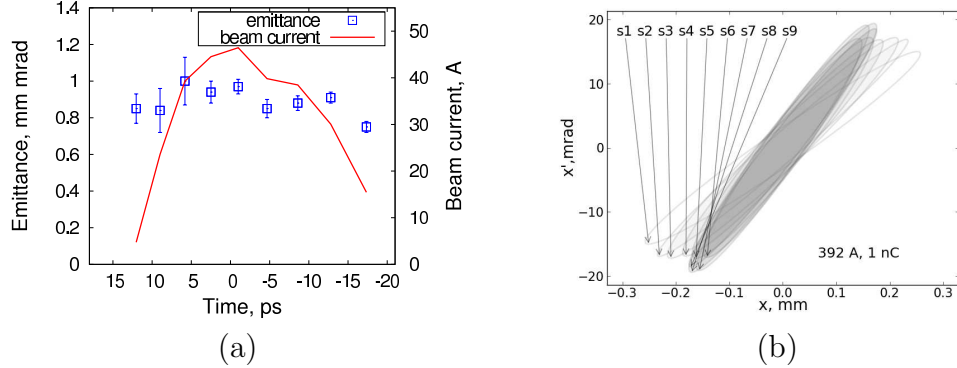 emittance
beam current
Emittance, mm mrad
1.4
1.2
1
0.8
0.6
0.4
0.2
0
50
40
30
20
10
0
Beam current, A
15 10 5 0 -5 -10 -15 -20
Time, ps
(a)
s1 s2 s3 s4 s5 s6 s7 s8 s9
x',mrad
20
10
0
−10
−20
392 A, 1 nC
−0.3 −0.2 −0.1 0.0 0.1 0.2 0.3
x, mm
(b)